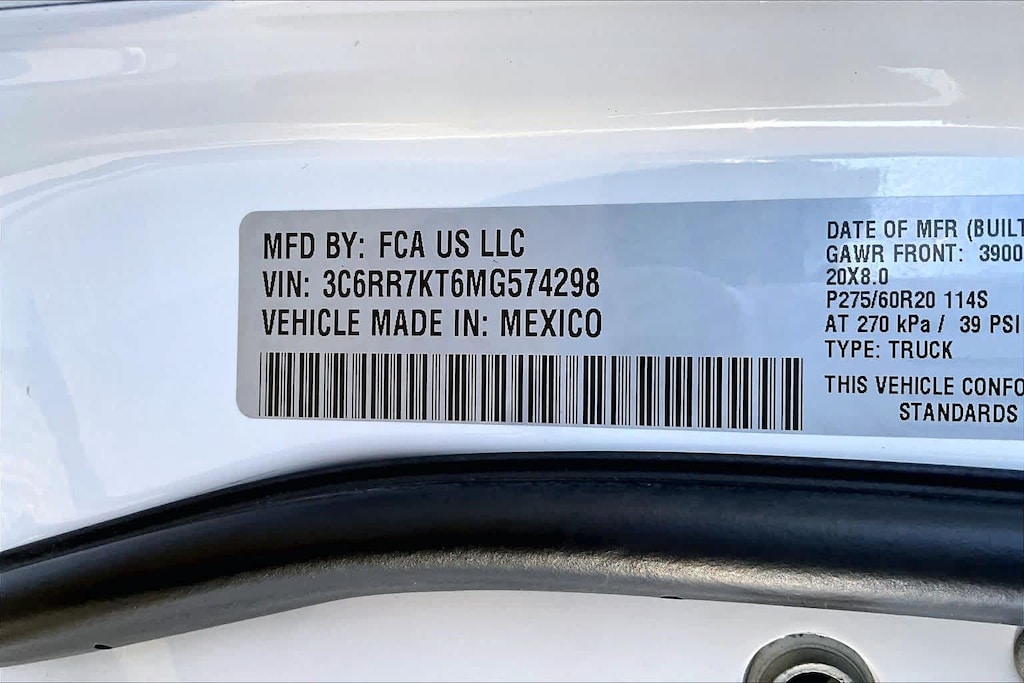 MFD BY: FCA US LLC
VIN: 3C6RR7KT6MG574298
VEHICLE MADE IN: MEXICO
DATE OF MFR (BUILT
GAWR FRONT: 3900
20X8.0
P275/60R20 114S
AT 270 kPa / 39 PSI
TYPE: TRUCK
THIS VEHICLE CONFO
STANDARDS